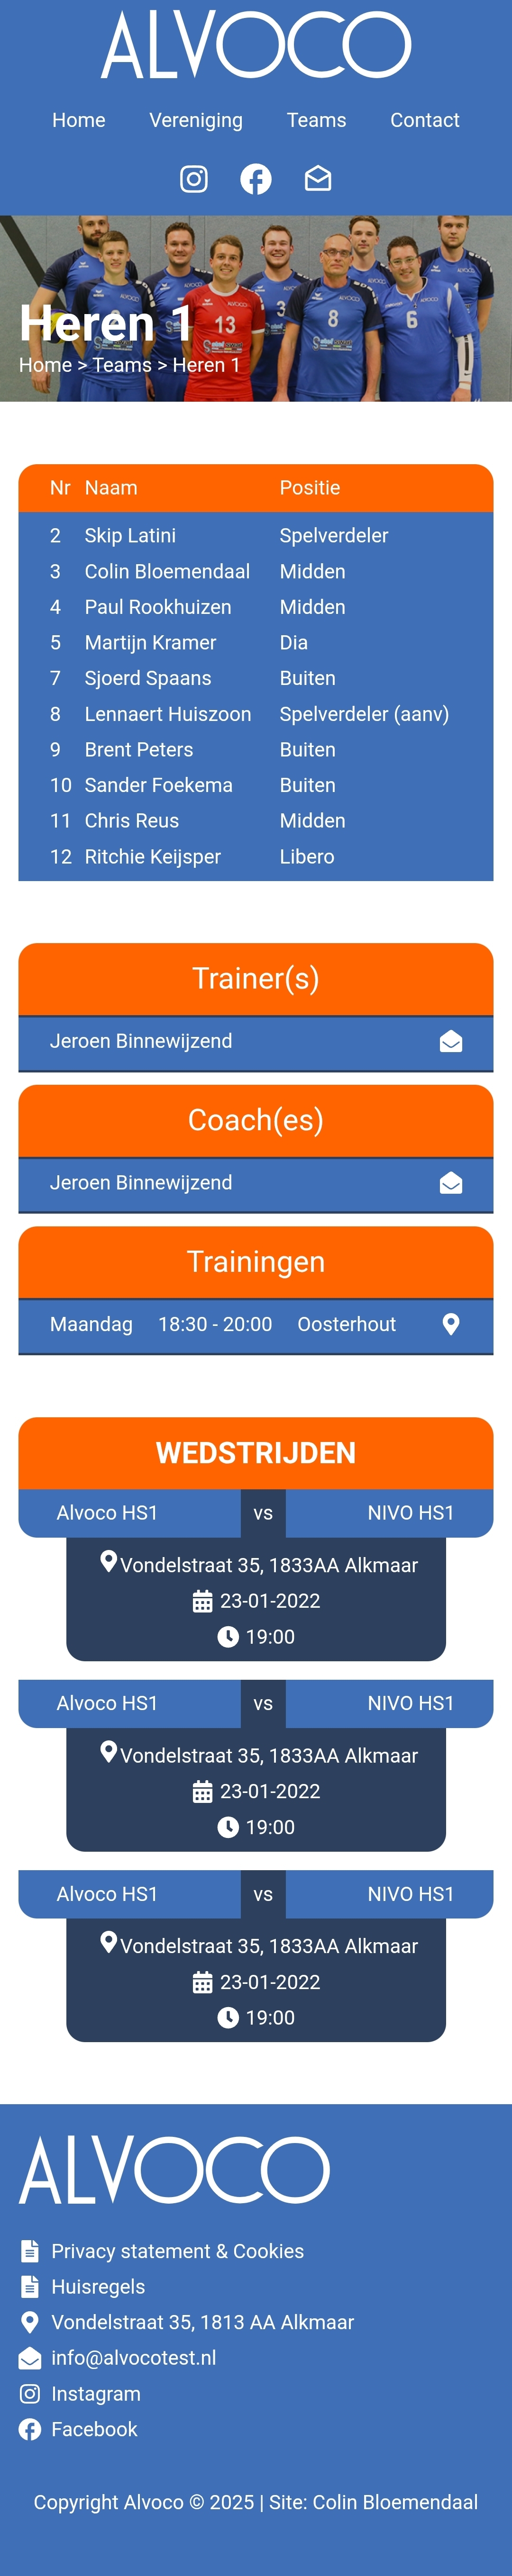 ALVOCO
Home Vereniging Teams Contact
Heren 1
Home > Teams > Heren 1
13
8
6
Nr Naam Positie
2 Skip Latini Spelverdeler
3 Colin Bloemendaal Midden
4 Paul Rookhuizen Midden
5 Martijn Kramer Dia
7 Sjoerd Spaans Buiten
8 Lennaert Huiszoon Spelverdeler (aanv)
9 Brent Peters Buiten
10 Sander Foekema Buiten
11 Chris Reus Midden
12 Ritchie Keijsper Libero
Trainer(s)
Jeroen Binnewijzend
Coach(es)
Jeroen Binnewijzend
Trainingen
Maandag 18:30 - 20:00 Oosterhout
WEDSTRIJDEN
Alvoco HS1 vs NIVO HS1
Vondelstraat 35, 1833AA Alkmaar
23-01-2022
19:00
Alvoco HS1 vs NIVO HS1
Vondelstraat 35, 1833AA Alkmaar
23-01-2022
19:00
Alvoco HS1 vs NIVO HS1
Vondelstraat 35, 1833AA Alkmaar
23-01-2022
19:00
ALVOCO
Privacy statement & Cookies
Huisregels
Vondelstraat 35, 1813 AA Alkmaar
info@alvocotest.nl
Instagram
Facebook
Copyright Alvoco © 2025 | Site: Colin Bloemendaal